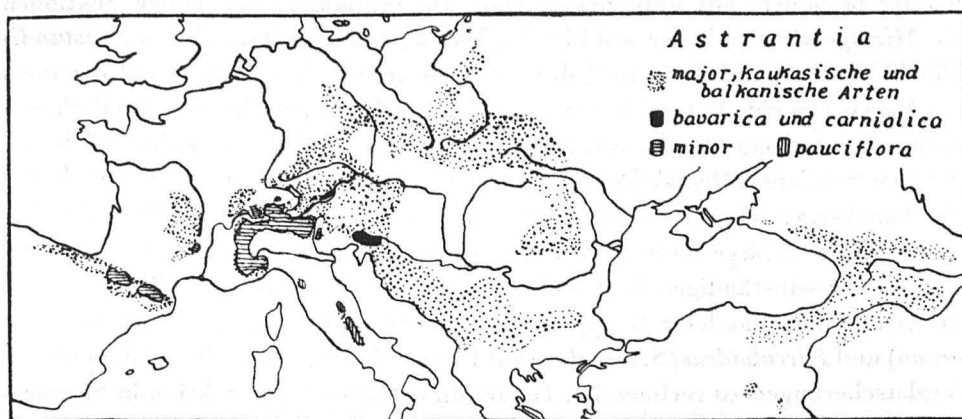 Astrantia
major, kaukasische und
balkanische Arten
bavarica und carniolica
minor pauciflora